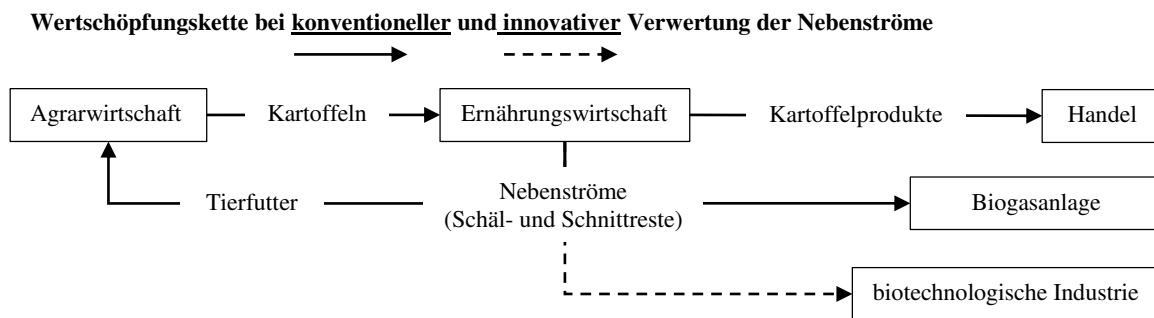 Wertschöpfungskette bei konventioneller und innovativer Verwertung der Nebenströme
Agrarwirtschaft Kartoffeln Ernährungswirtschaft Kartoffelprodukte Handel
Tierfutter Nebenströme Biogasanlage
(Schäl- und Schnittreste)
biotechnologische Industrie